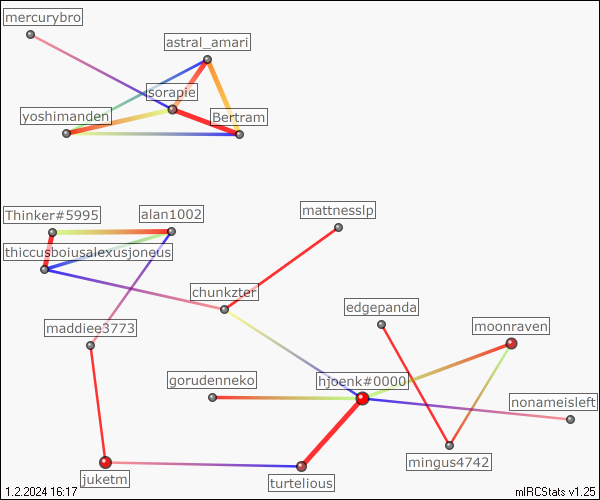 mercurybro
astral_amari
sorapie
yoshimanden
Bertram
Thinker#5995
alan1002
mattnesslp
thiccusboiusalexusjoneus
chunkzter
edgepanda
maddiee3773
moonraven
gorudenneko
hjoenk#0000
nonameisleft
mingus4742
juketm
turtelious
1.2.2024 16:17
mIRCStats v1.25